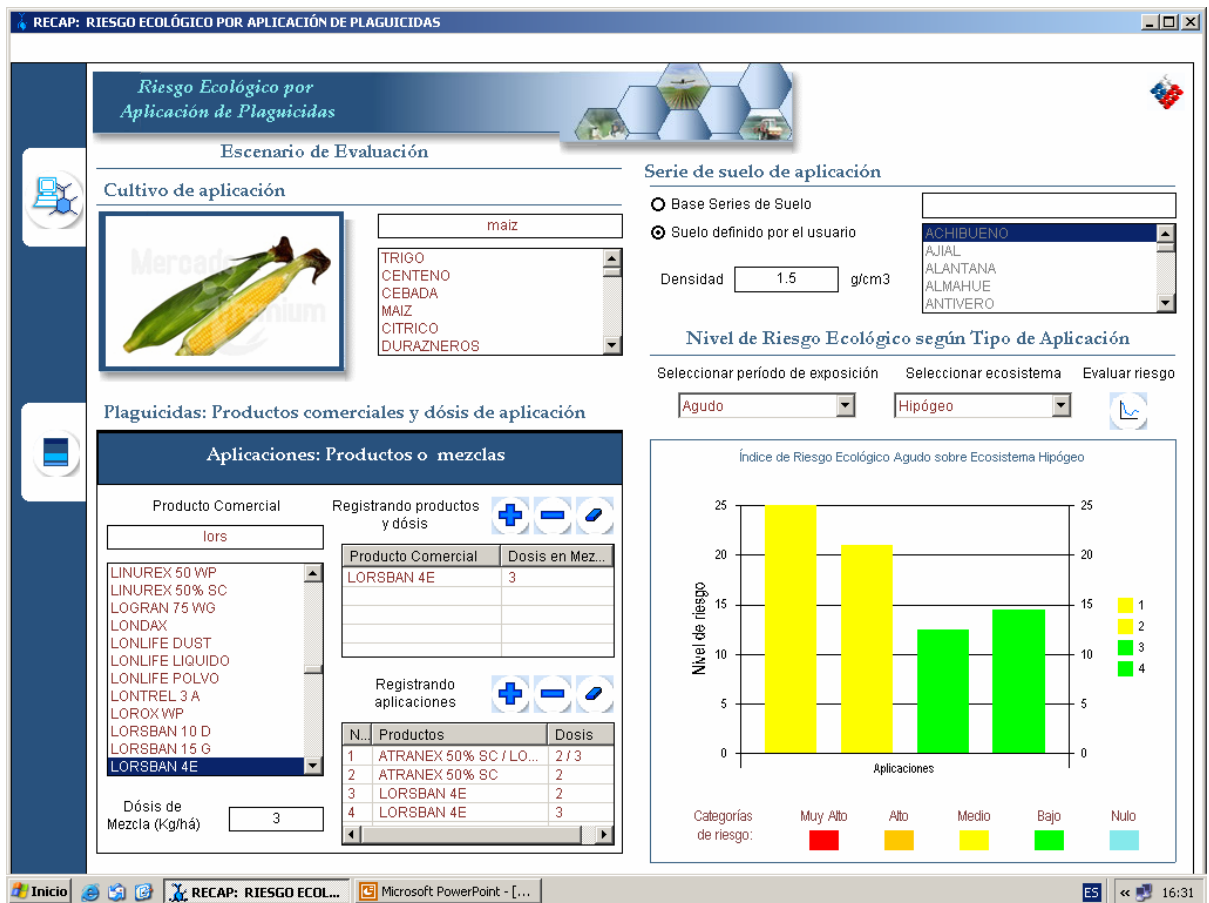 RECAP: RIESGO ECOLÓGICO POR APLICACIÓN DE PLAGUICIDAS
Riesgo Ecológico por
Aplicación de Plaguicidas
Escenario de Evaluación
Cultivo de aplicación
Mercado
Premium
maiz
TRIGO
CENTENO
CEBADA
MAIZ
CITRICO
DURAZNEROS
Serie de suelo de aplicación
Base Series de Suelo
Suelo definido por el usuario
Densidad 1.5 g/cm3
ACHIBUENO
AJIAL
ALANTANA
ALMAHUE
ANTIVERO
Nivel de Riesgo Ecológico según Tipo de Aplicación
Seleccionar período de exposición Seleccionar ecosistema Evaluar riesgo
Agudo Hipógeo
Plaguicidas: Productos comerciales y dósis de aplicación
Aplicaciones: Productos o mezclas
Producto Comercial
lors
LINUREX 50 WP
LINUREX 50% SC
LOGRAN 75 WG
LONDAX
LONLIFE DUST
LONLIFE LIQUIDO
LONLIFE POLVO
LONTREL 3 A
LOROX WP
LORSBAN 10 D
LORSBAN 15 G
LORSBAN 4E
Dósis de
Mezcla (Kg/há) 3
Registrando productos
y dósis
Producto Comercial Dosis en Mez...
LORSBAN 4E 3
Registrando
aplicaciones
N... Productos Dosis
1 ATRANEX 50% SC / LO... 2 / 3
2 ATRANEX 50% SC 2
3 LORSBAN 4E 2
4 LORSBAN 4E 3
Índice de Riesgo Ecológico Agudo sobre Ecosistema Hipógeo
Nivel de riesgo
25 25
20 20
15 15
10 10
5 5
0 0
Aplicaciones
1
2
3
4
Categorías
de riesgo:
Muy Alto Alto Medio Bajo Nulo
Inicio RECAP: RIESGO ECOL... Microsoft PowerPoint - [... ES « 16:31